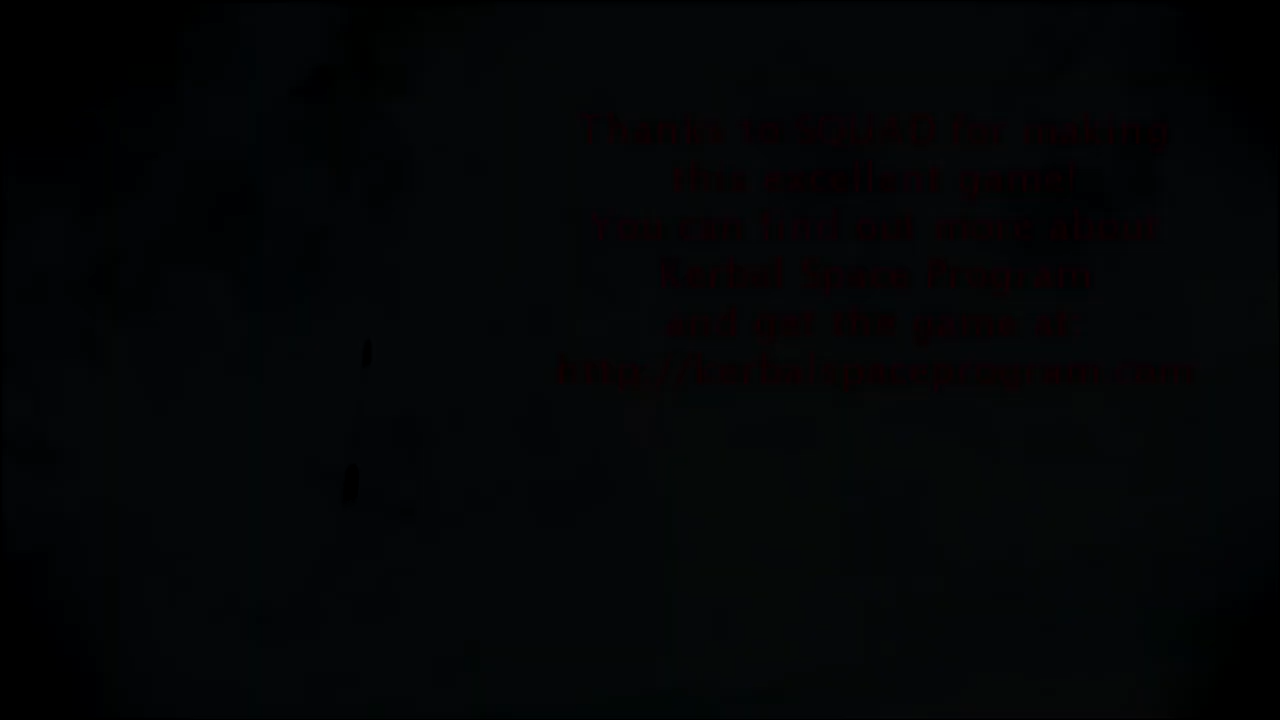 Thanks to SQUAD for making
this excellent game!
You can find out more about
Kerbal Space Program
and get the game at:
http://kerbalspaceprogram.com